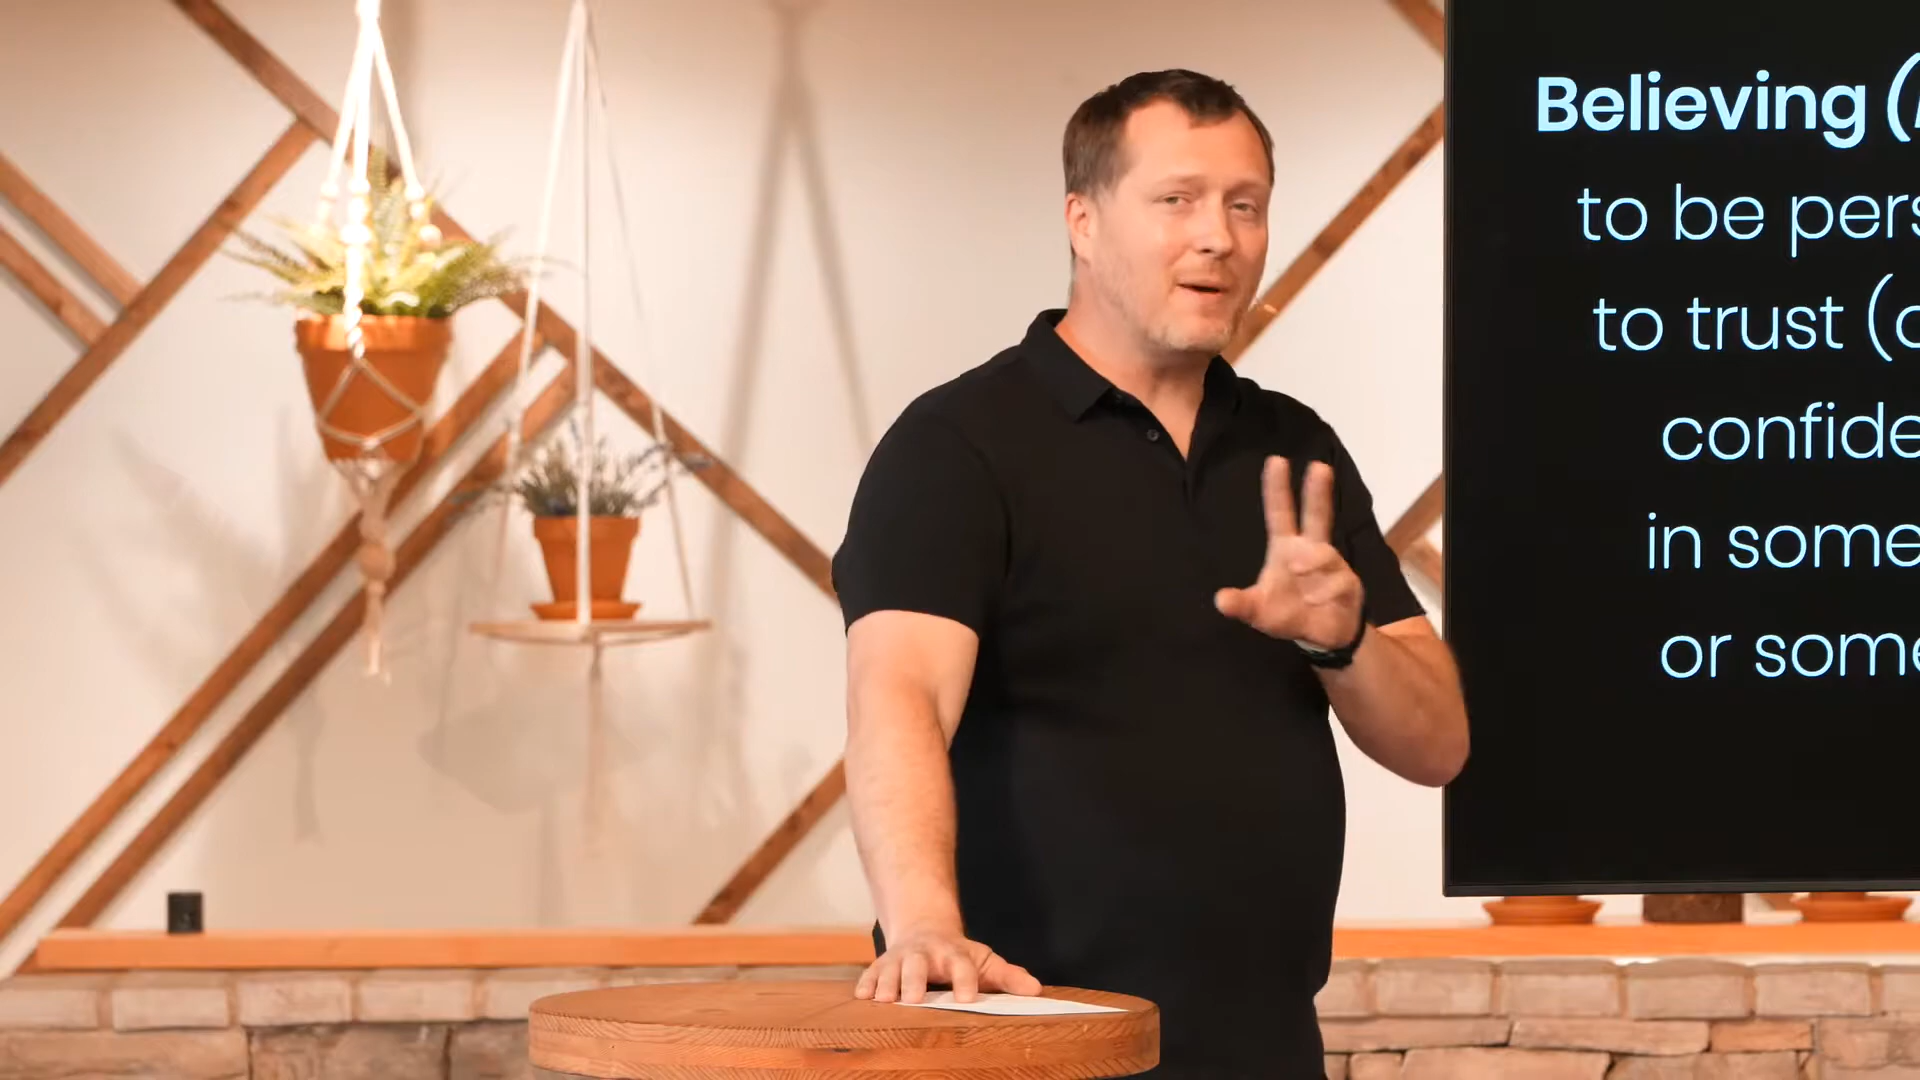 Believing (
to be pers
to trust (
confide
in some
or some